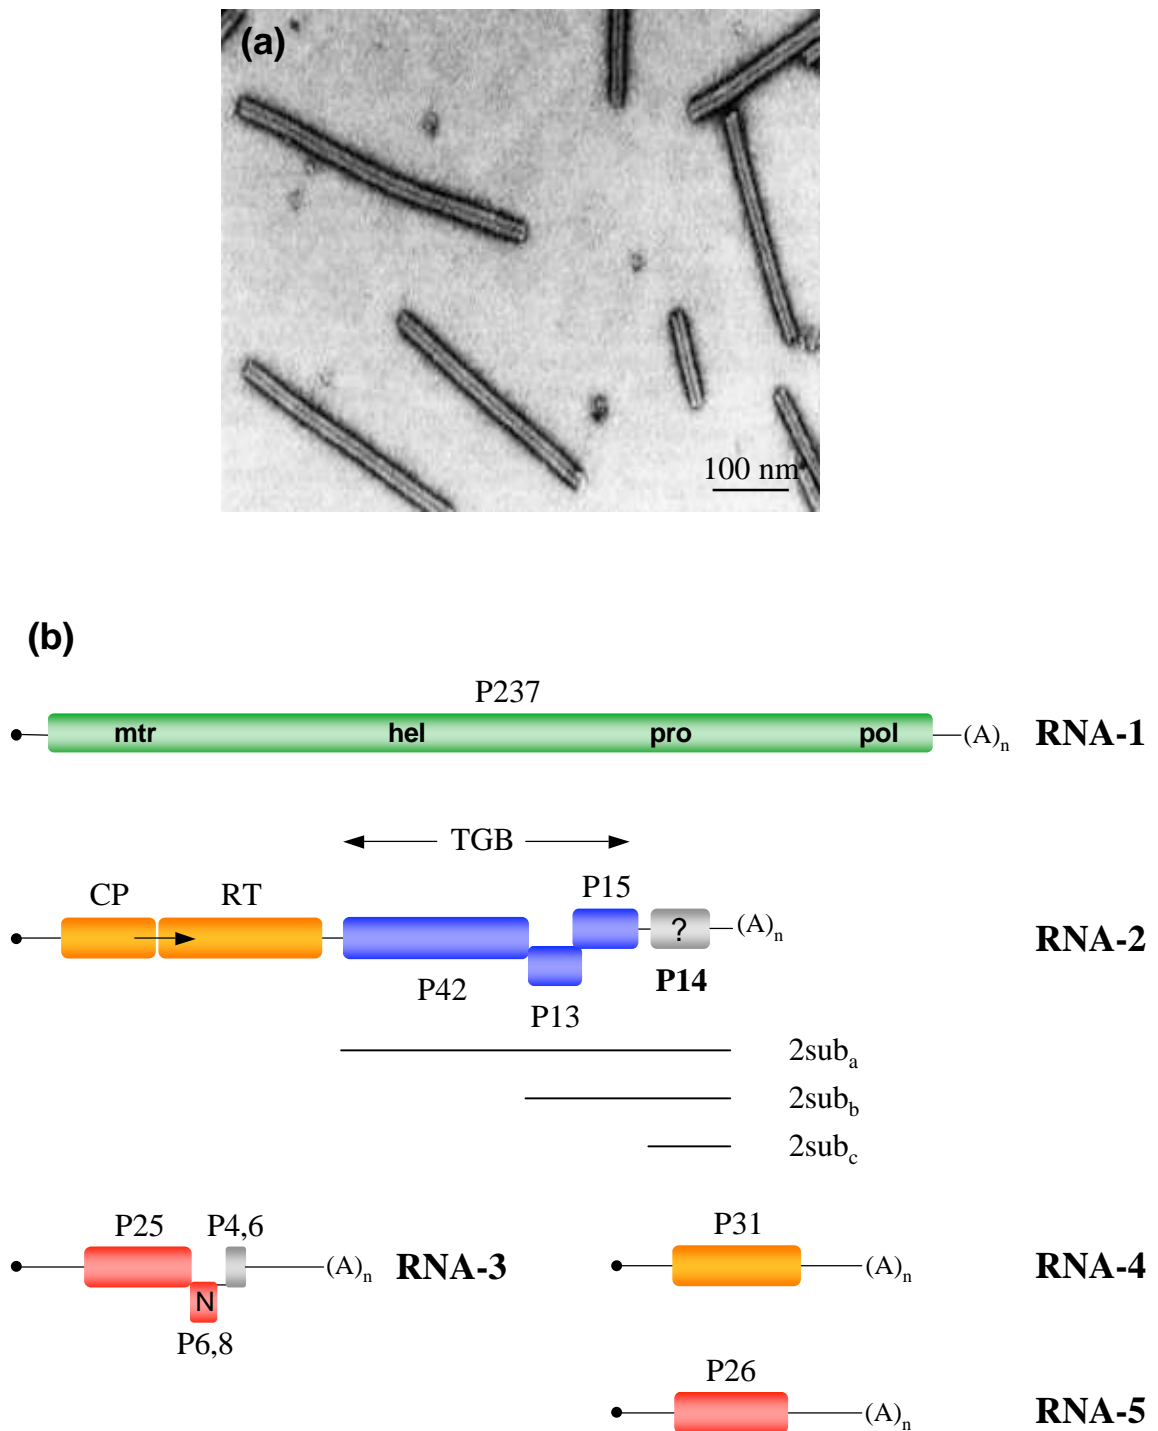 (a)
100 nm
(b)
P237
mtr hel pro pol (A)n RNA-1
TGB
CP RT P15
? (A)n RNA-2
P42 P14
P13
2suba
2subb
2subc
P25 P4,6 P31
(A)n RNA-3 (A)n RNA-4
N
P6,8
P26
(A)n RNA-5